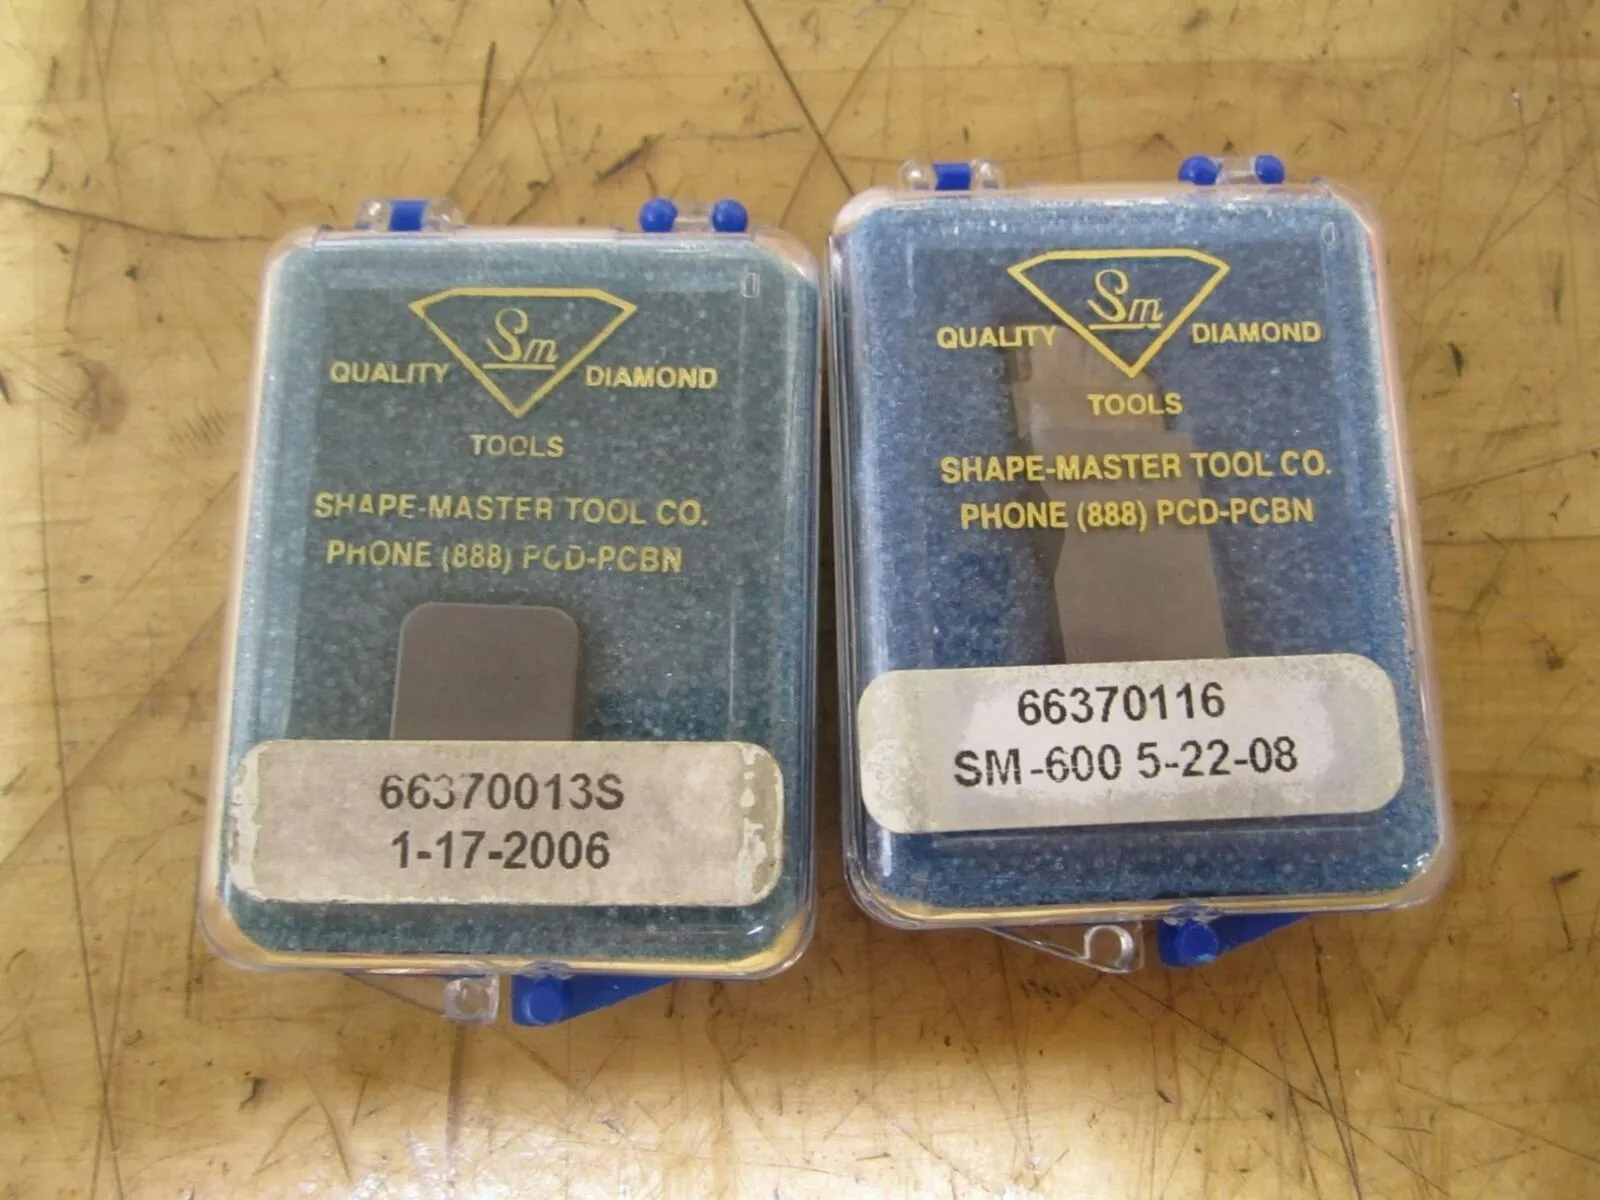 Sm
QUALITY DIAMOND
TOOLS
SHAPE-MASTER TOOL CO.
PHONE (888) PCD-PCBN
66370013S
1-17-2006
Sm
QUALITY DIAMOND
TOOLS
SHAPE-MASTER TOOL CO.
PHONE (888) PCD-PCBN
66370116
SM-600 5-22-08